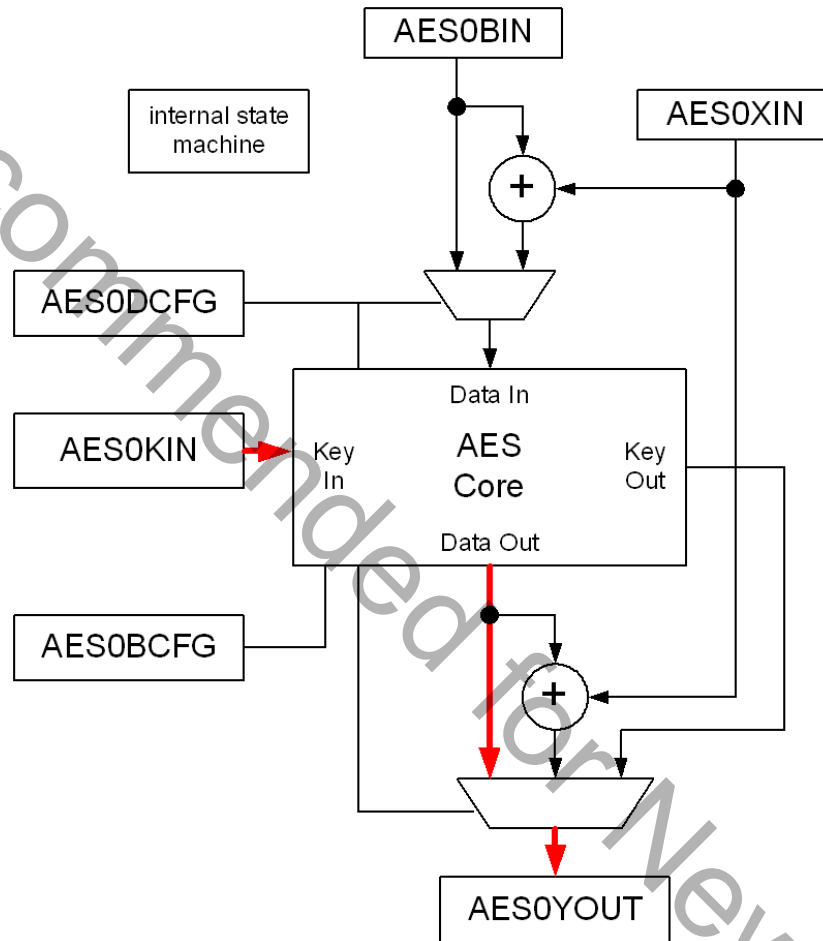 AES0BIN
internal state
machine
AES0XIN
+
AES0DCFG
Data In
AES0KIN
Key
In
AES
Core
Key
Out
Data Out
AES0BCFG
+
AES0YOUT
commended for New